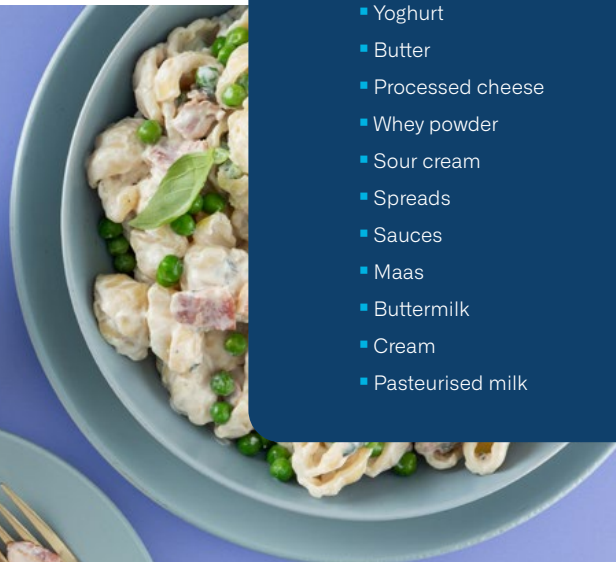 Yoghurt
Butter
Processed cheese
Whey powder
Sour cream
Spreads
Sauces
Maas
Buttermilk
Cream
Pasteurised milk